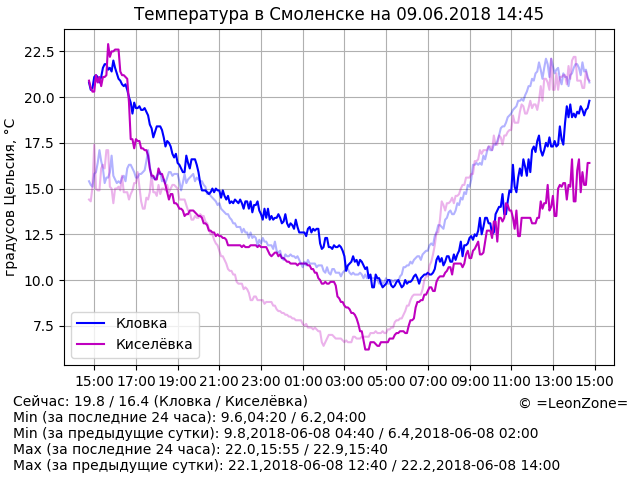 Температура в Смоленске на 09.06.2018 14:45
градусов Цельсия, °C
22.5
20.0
17.5
15.0
12.5
10.0
7.5
Кловка
Киселёвка
15:00 17:00 19:00 21:00 23:00 01:00 03:00 05:00 07:00 09:00 11:00 13:00 15:00
Сейчас: 19.8 / 16.4 (Кловка / Киселёвка)
© =LeonZone=
Min (за последние 24 часа): 9.6,04:20 / 6.2,04:00
Min (за предыдущие сутки): 9.8,2018-06-08 04:40 / 6.4,2018-06-08 02:00
Max (за последние 24 часа): 22.0,15:55 / 22.9,15:40
Max (за предыдущие сутки): 22.1,2018-06-08 12:40 / 22.2,2018-06-08 14:00